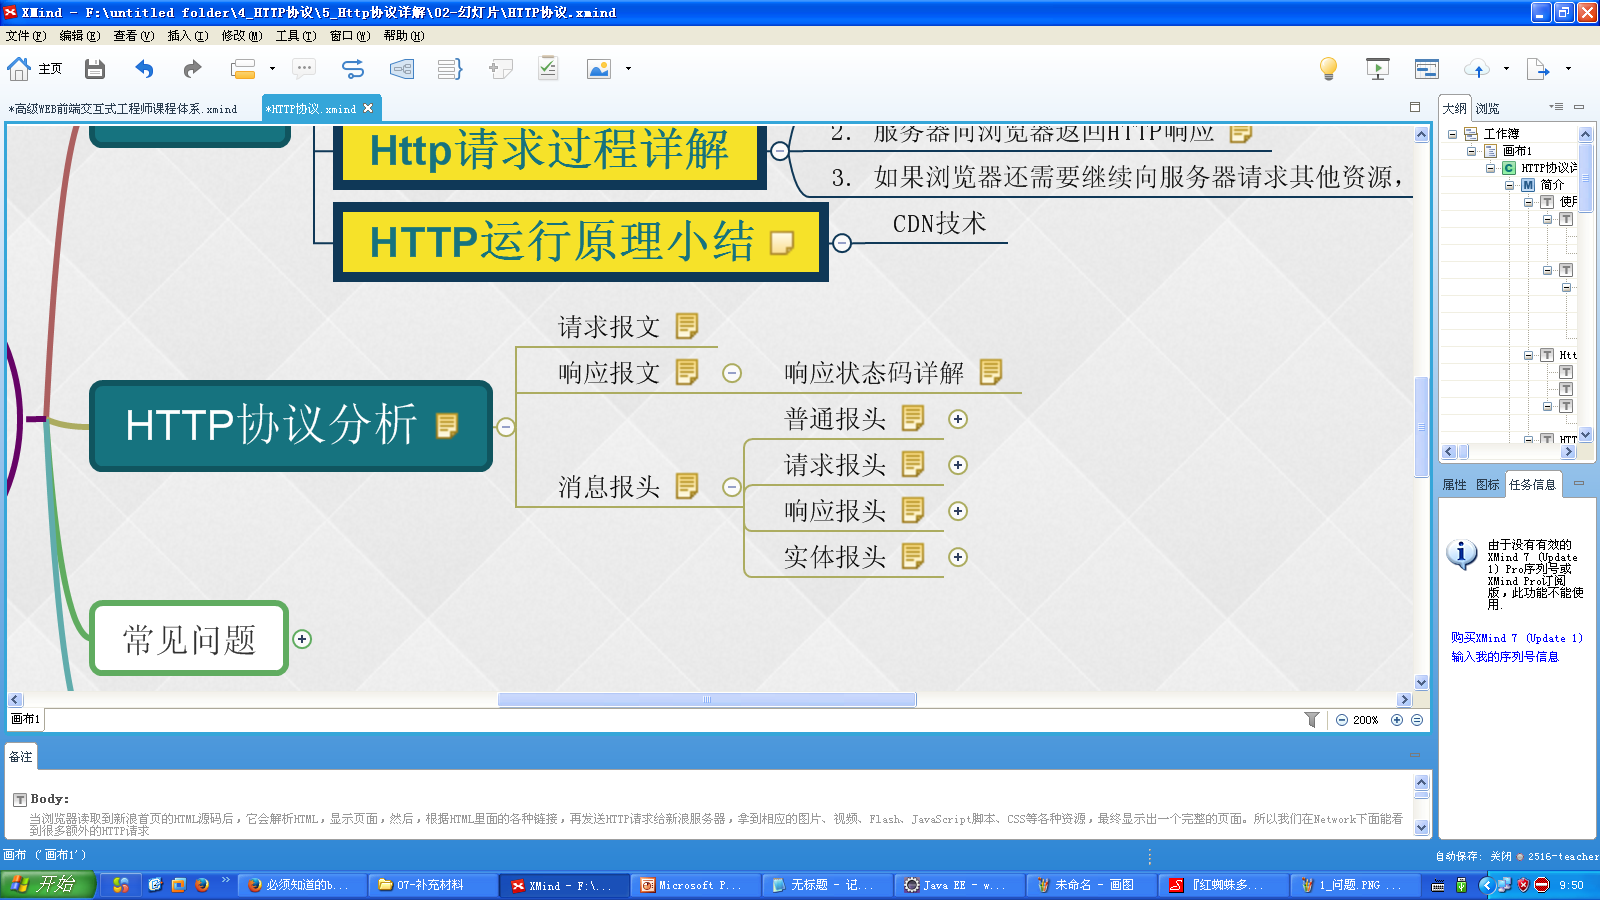 XMind - F:\untitled folder\4_HTTP协议\5_Http协议详解\02-幻灯片\HTTP协议.xmind
文件(F) 编辑(E) 查看(V) 插入(I) 修改(M) 工具(T) 窗口(W) 帮助(H)
主页
*高级WEB前端交互式工程师课程体系.xmind
*HTTP协议.xmind
大纲 浏览
Http请求过程详解
2. 服务器向浏览器返回HTTP响应
3. 如果浏览器还需要继续向服务器请求其他资源,
HTTP运行原理小结
CDN技术
HTTP协议分析
请求报文
响应报文
响应状态码详解
消息报头
普通报头
请求报头
响应报头
实体报头
常见问题
工作簿
画布1
HTTP协议详
简介
使用
Htt
HTT
属性 图标 任务信息
由于没有有效的
XMind 7 (Update
1) Pro序列号或
XMind Pro订阅
版,此功能不能使
用.
购买XMind 7 (Update 1)
输入我的序列号信息
画布1
200%
备注
Body:
当浏览器读取到新浪首页的HTML源码后,它会解析HTML,显示页面,然后,根据HTML里面的各种链接,再发送HTTP请求给新浪服务器,拿到相应的图片、视频、Flash、JavaScript脚本、CSS等各种资源,最终显示出一个完整的页面。所以我们在Network下面能看
到很多额外的HTTP请求
画布 ('画布1')
自动保存: 关闭
2516-teacher
开始
必须知道的b...
07-补充材料
XMind - F:\...
Microsoft P...
无标题 - 记...
Java EE - w...
未命名 - 画图
『红蜘蛛多...
1_问题.PNG ...
9:50